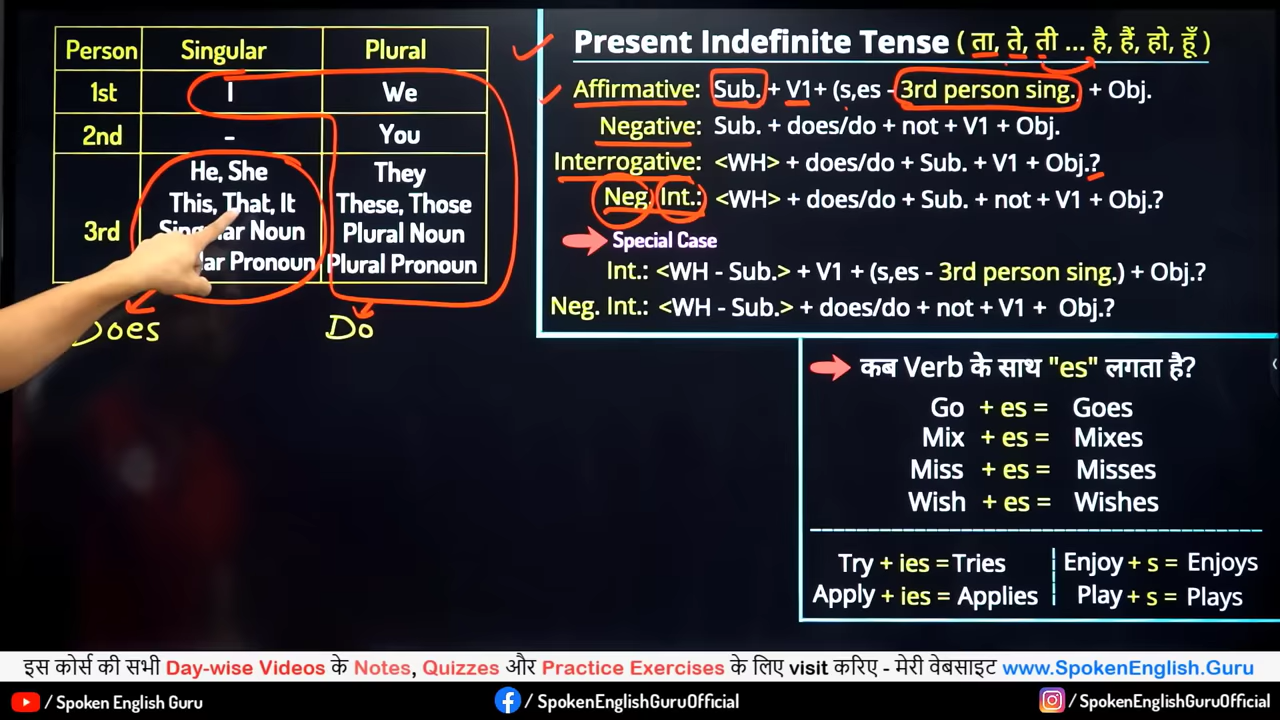 Person Singular Plural
1st I We
2nd - You
3rd He, She They
This, That, It These, Those
Noun Plural Noun
Pronoun Plural Pronoun
Does Do
Present Indefinite Tense ( ता, ते, ती ... है, हैं, हो, हूँ )
Affirmative: Sub. + V1+ (s,es - 3rd person sing. + Obj.
Negative: Sub. + does/do + not + V1 + Obj.
Interrogative: <WH> + does/do + Sub. + V1 + Obj.?
Neg. Int.: <WH> + does/do + Sub. + not + V1 + Obj.?
Special Case
Int.: <WH - Sub.> + V1 + (s,es - 3rd person sing.) + Obj.?
Neg. Int.: <WH - Sub.> + does/do + not + V1 + Obj.?
कब Verb के साथ "es" लगता है?
Go + es = Goes
Mix + es = Mixes
Miss + es = Misses
Wish + es = Wishes
Try + ies = Tries
Apply + ies = Applies
Enjoy + s = Enjoys
Play + s = Plays
इस कोर्स की सभी Day-wise Videos के Notes, Quizzes और Practice Exercises के लिए visit करिए - मेरी वेबसाइट www.SpokenEnglish.Guru
/ Spoken English Guru /SpokenEnglishGuruOfficial /SpokenEnglishGuruOfficial